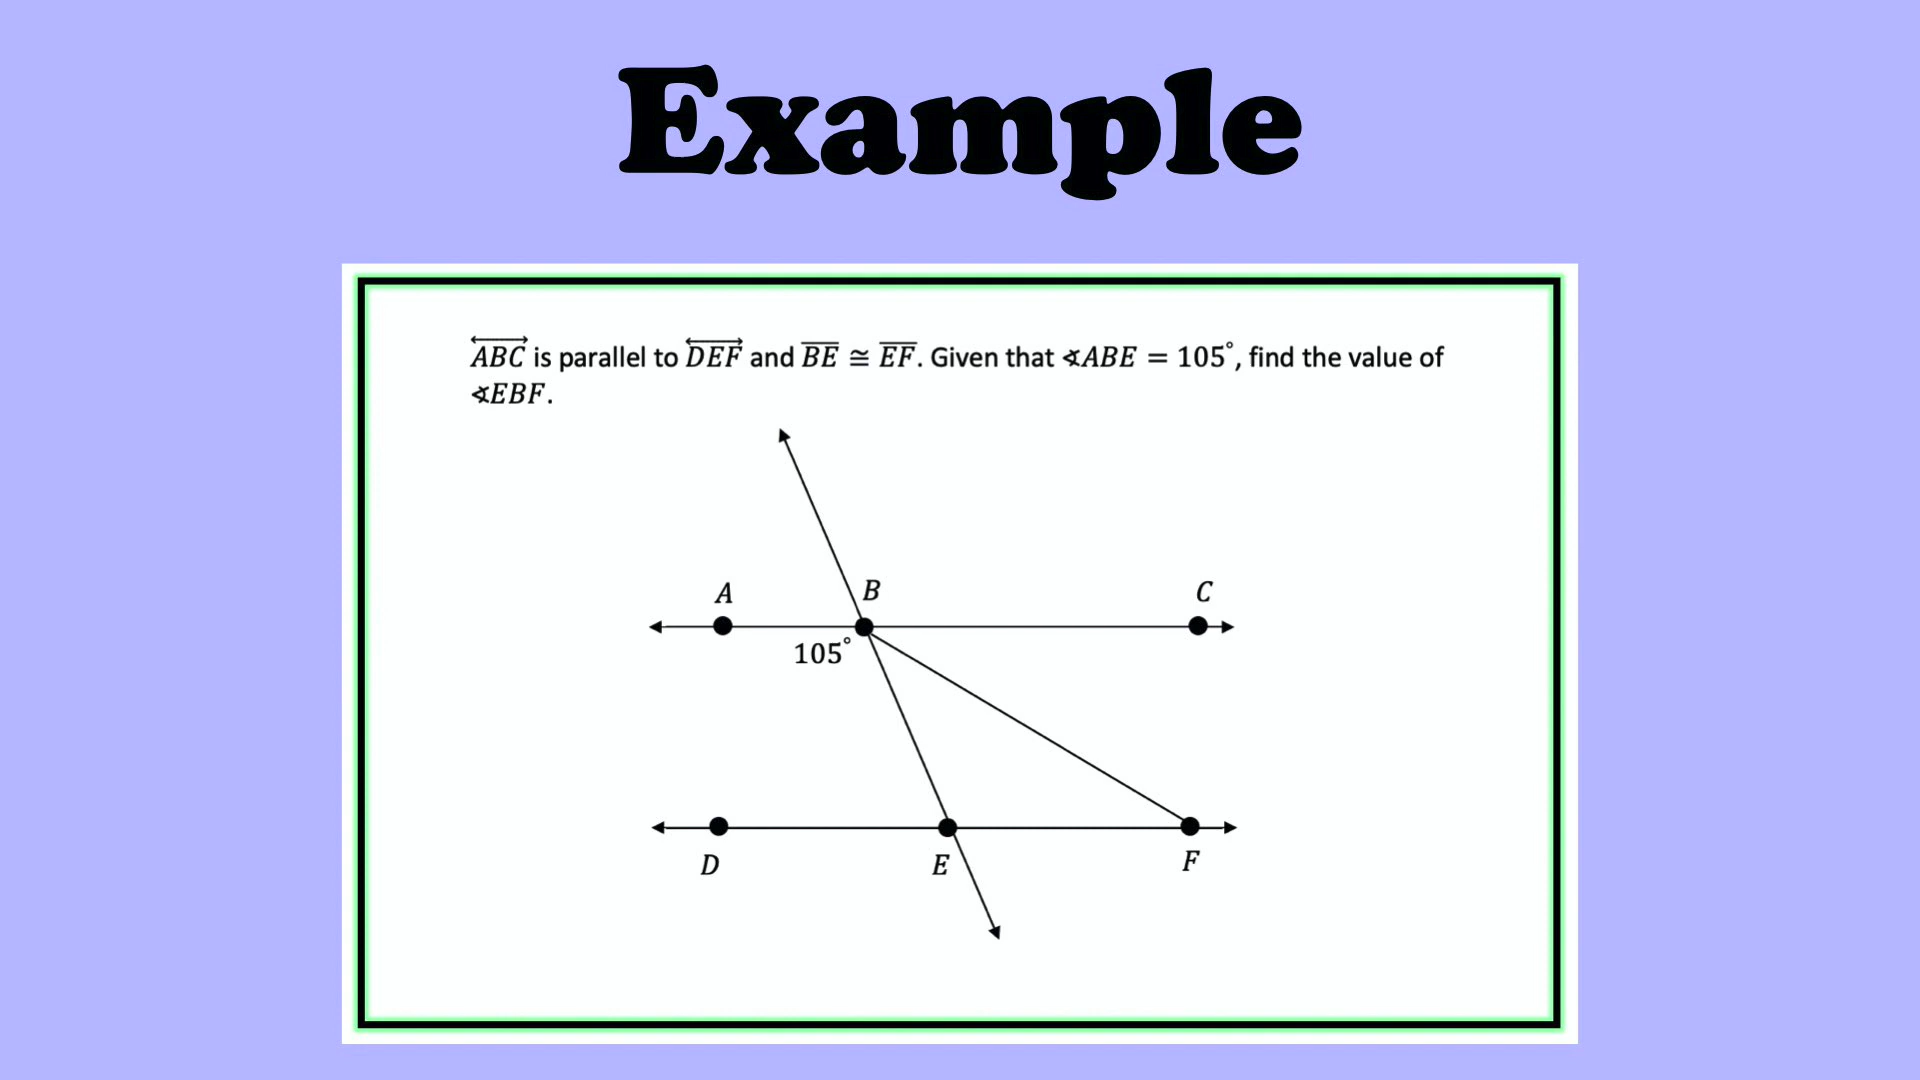 Example
ABC is parallel to DEF and BE ≅ EF. Given that ∢ABE = 105°, find the value of
∢EBF.
A B C
105°
D E F